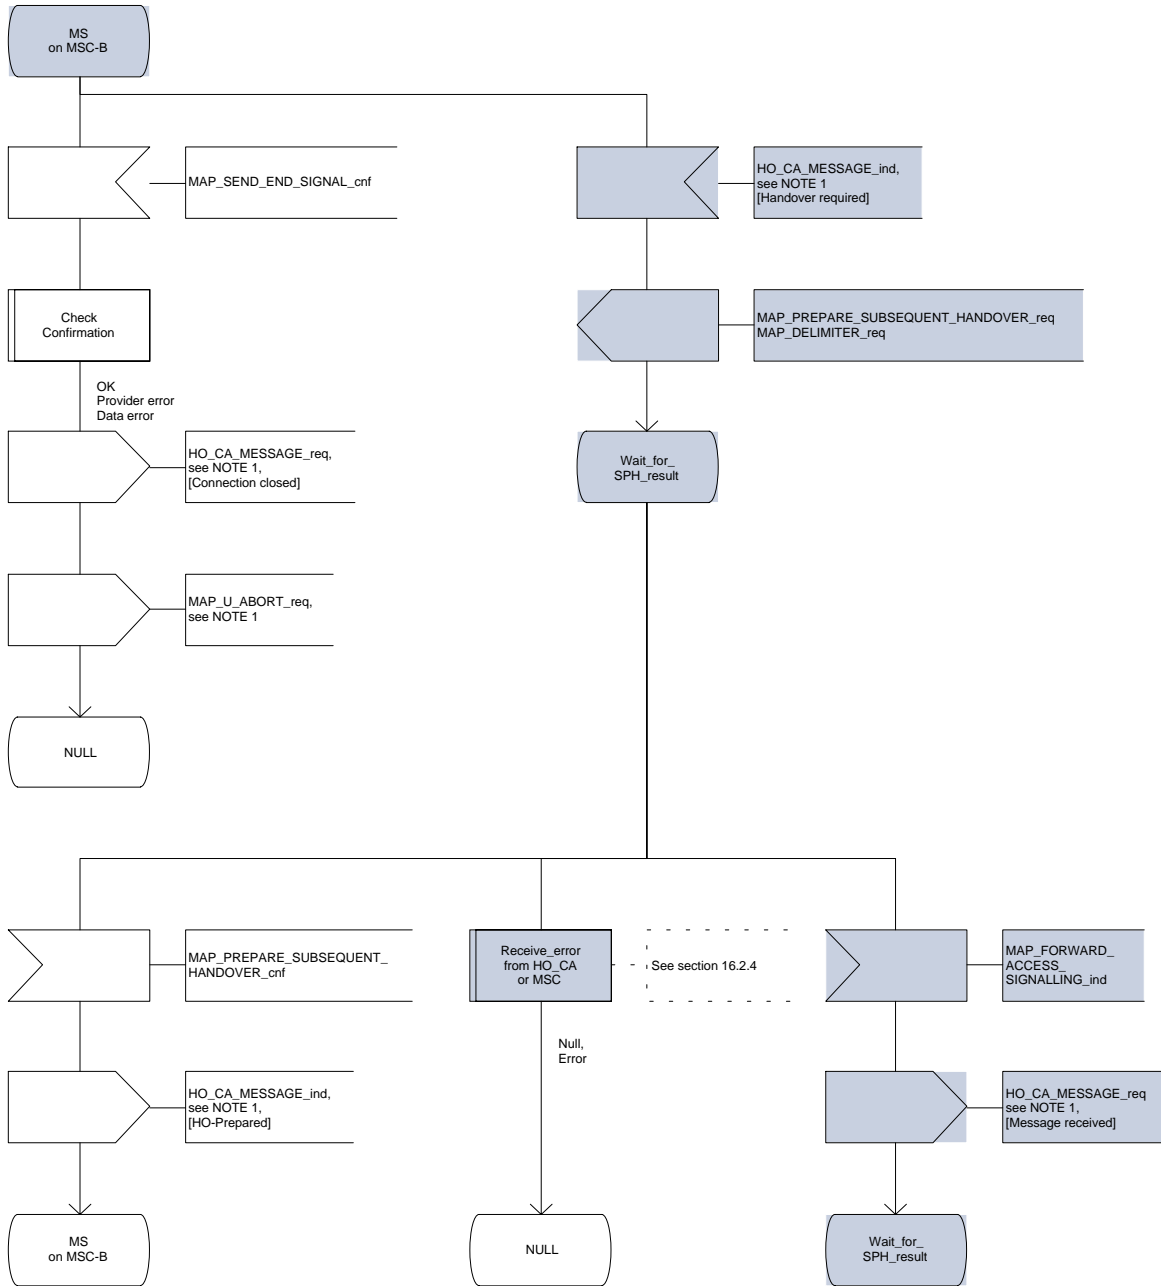 MS
on MSC-B
MAP_SEND_END_SIGNAL_cnf
HO_CA_MESSAGE_ind,
see NOTE 1
[Handover required]
Check
Confirmation
MAP_PREPARE_SUBSEQUENT_HANDOVER_req
MAP_DELIMITER_req
OK
Provider error
Data error
HO_CA_MESSAGE_req,
see NOTE 1,
[Connection closed]
Wait_for_
SPH_result
MAP_U_ABORT_req,
see NOTE 1
NULL
MAP_PREPARE_SUBSEQUENT_
HANDOVER_cnf
Receive_error
from HO_CA
or MSC
See section 16.2.4
MAP_FORWARD_
ACCESS_
SIGNALLING_ind
Null,
Error
HO_CA_MESSAGE_ind,
see NOTE 1,
[HO-Prepared]
HO_CA_MESSAGE_req
see NOTE 1,
[Message received]
MS
on MSC-B
NULL
Wait_for_
SPH_result